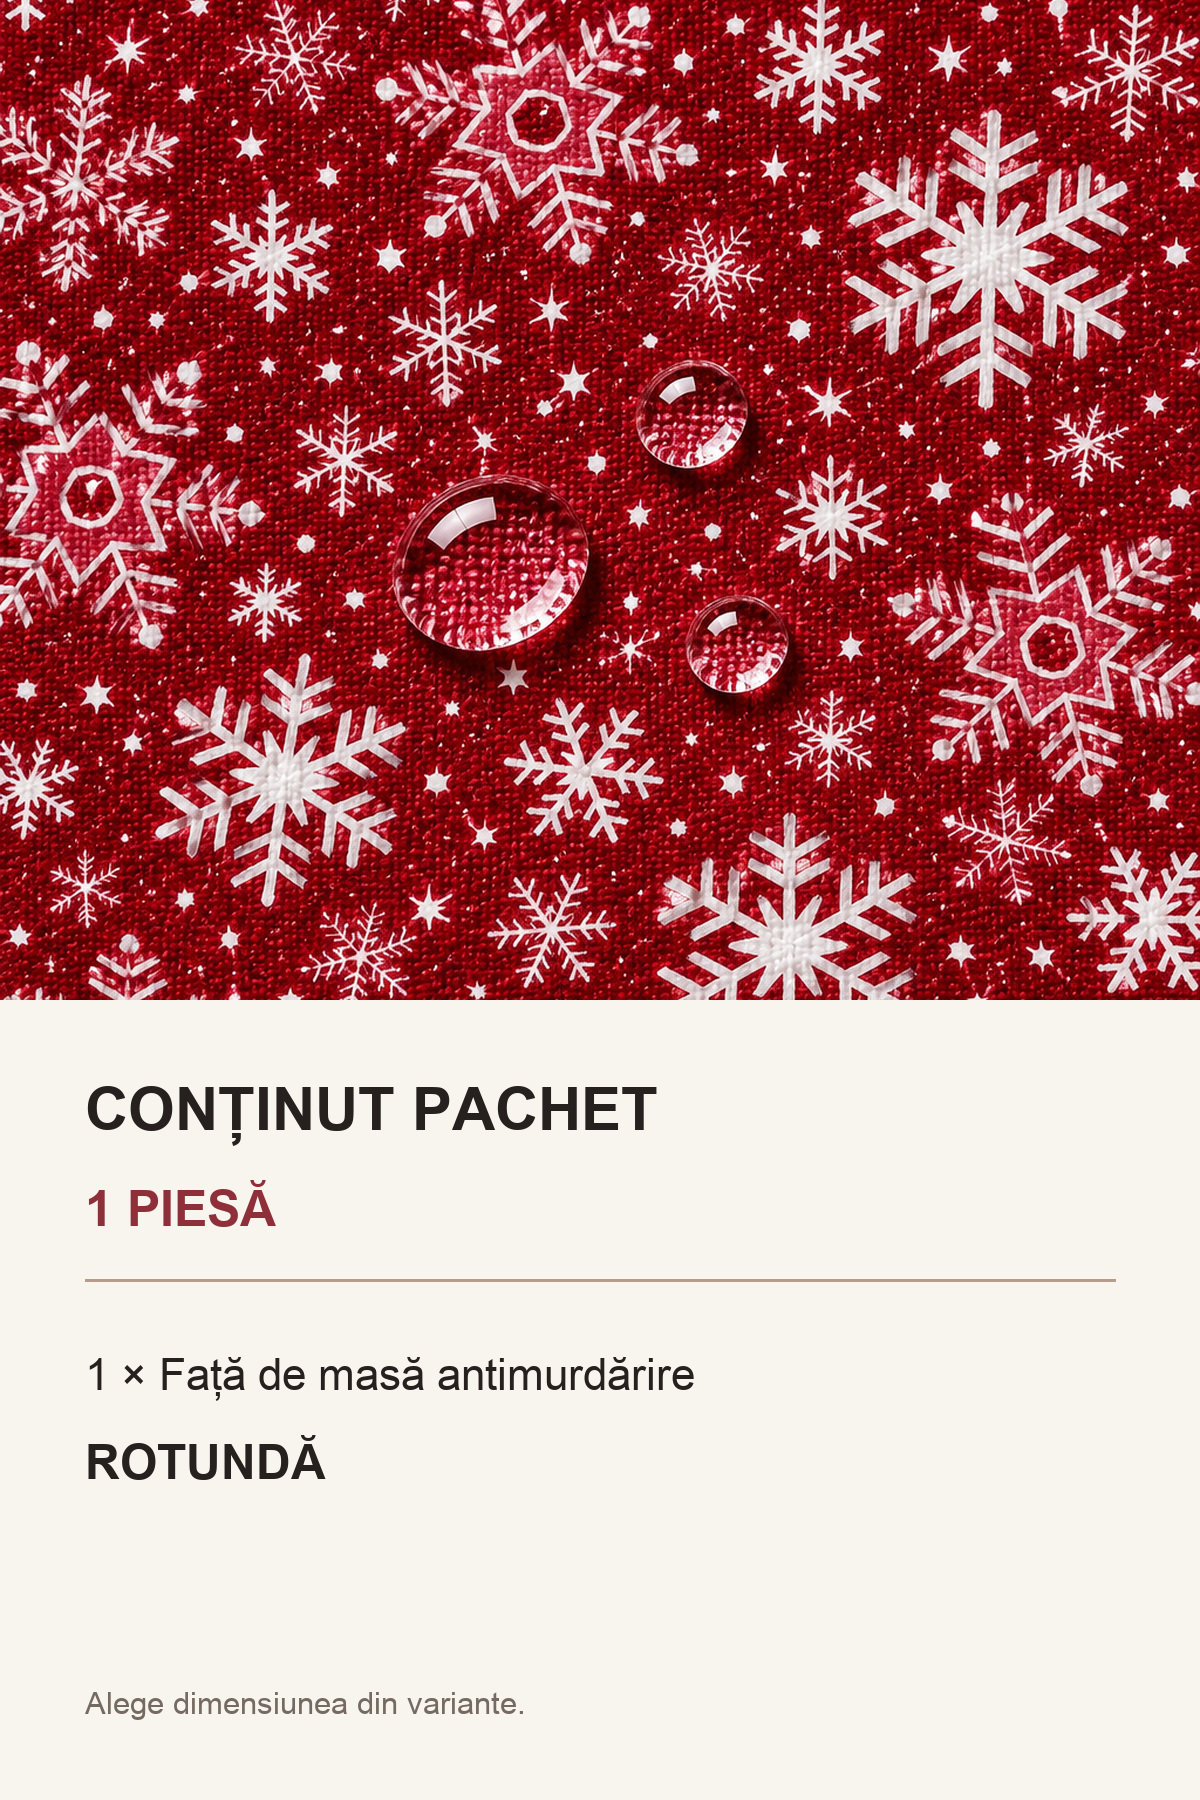 CONȚINUT PACHET
1 PIESĂ
1 × Față de masă antimurdărire
ROTUNDĂ
Alege dimensiunea din variante.